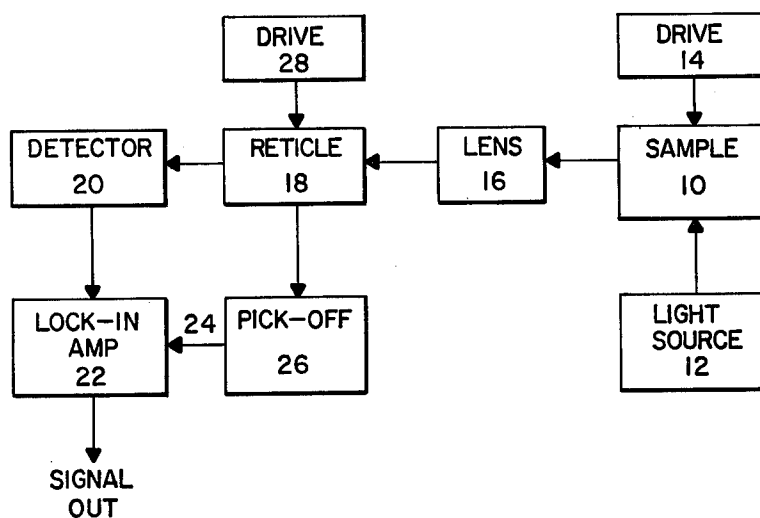 DRIVE
28
DRIVE
14
DETECTOR
20
RETICLE
18
LENS
16
SAMPLE
10
LOCK-IN
AMP
22
24
PICK-OFF
26
LIGHT
SOURCE
12
SIGNAL
OUT